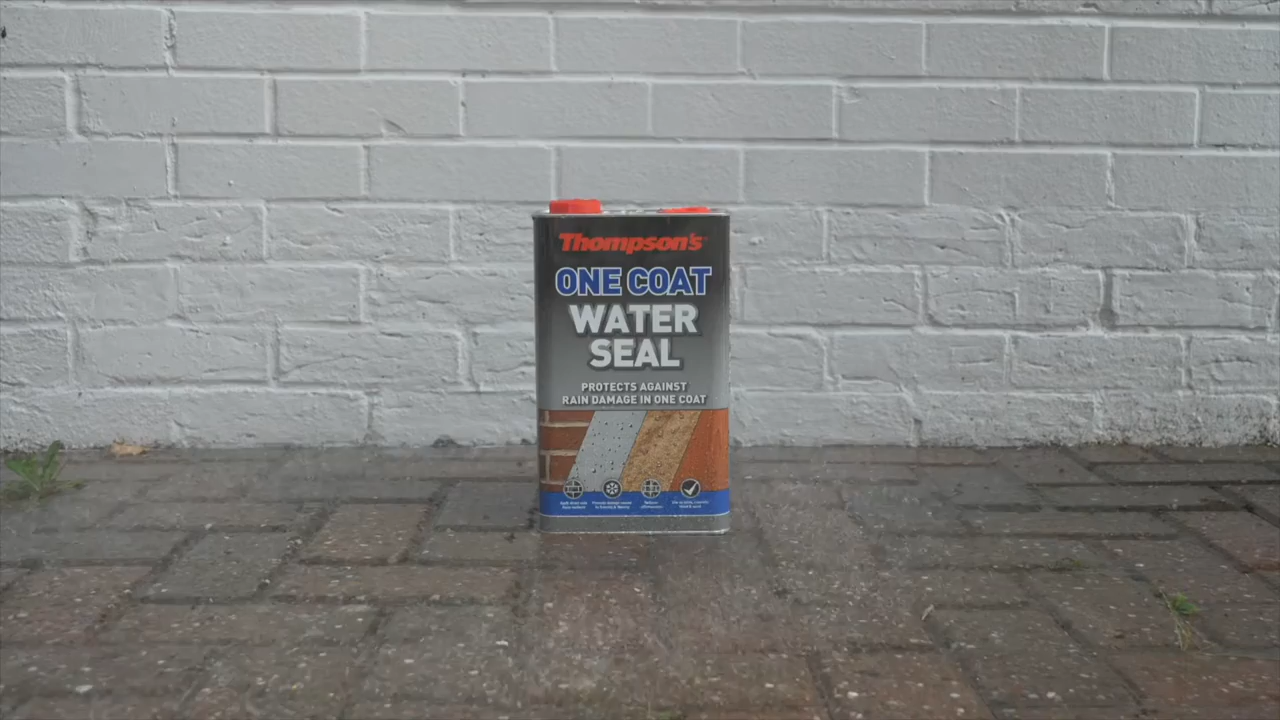 Thompson's
ONE COAT
WATER
SEAL
PROTECTS AGAINST
RAIN DAMAGE IN ONE COAT